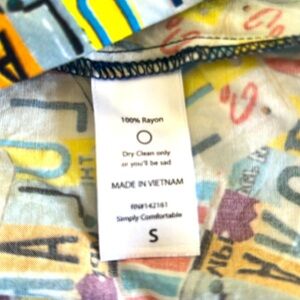 100% Rayon
Dry Clean only
or you'll be sad
MADE IN VIETNAM
RN#142161
Simply Comfortable
S